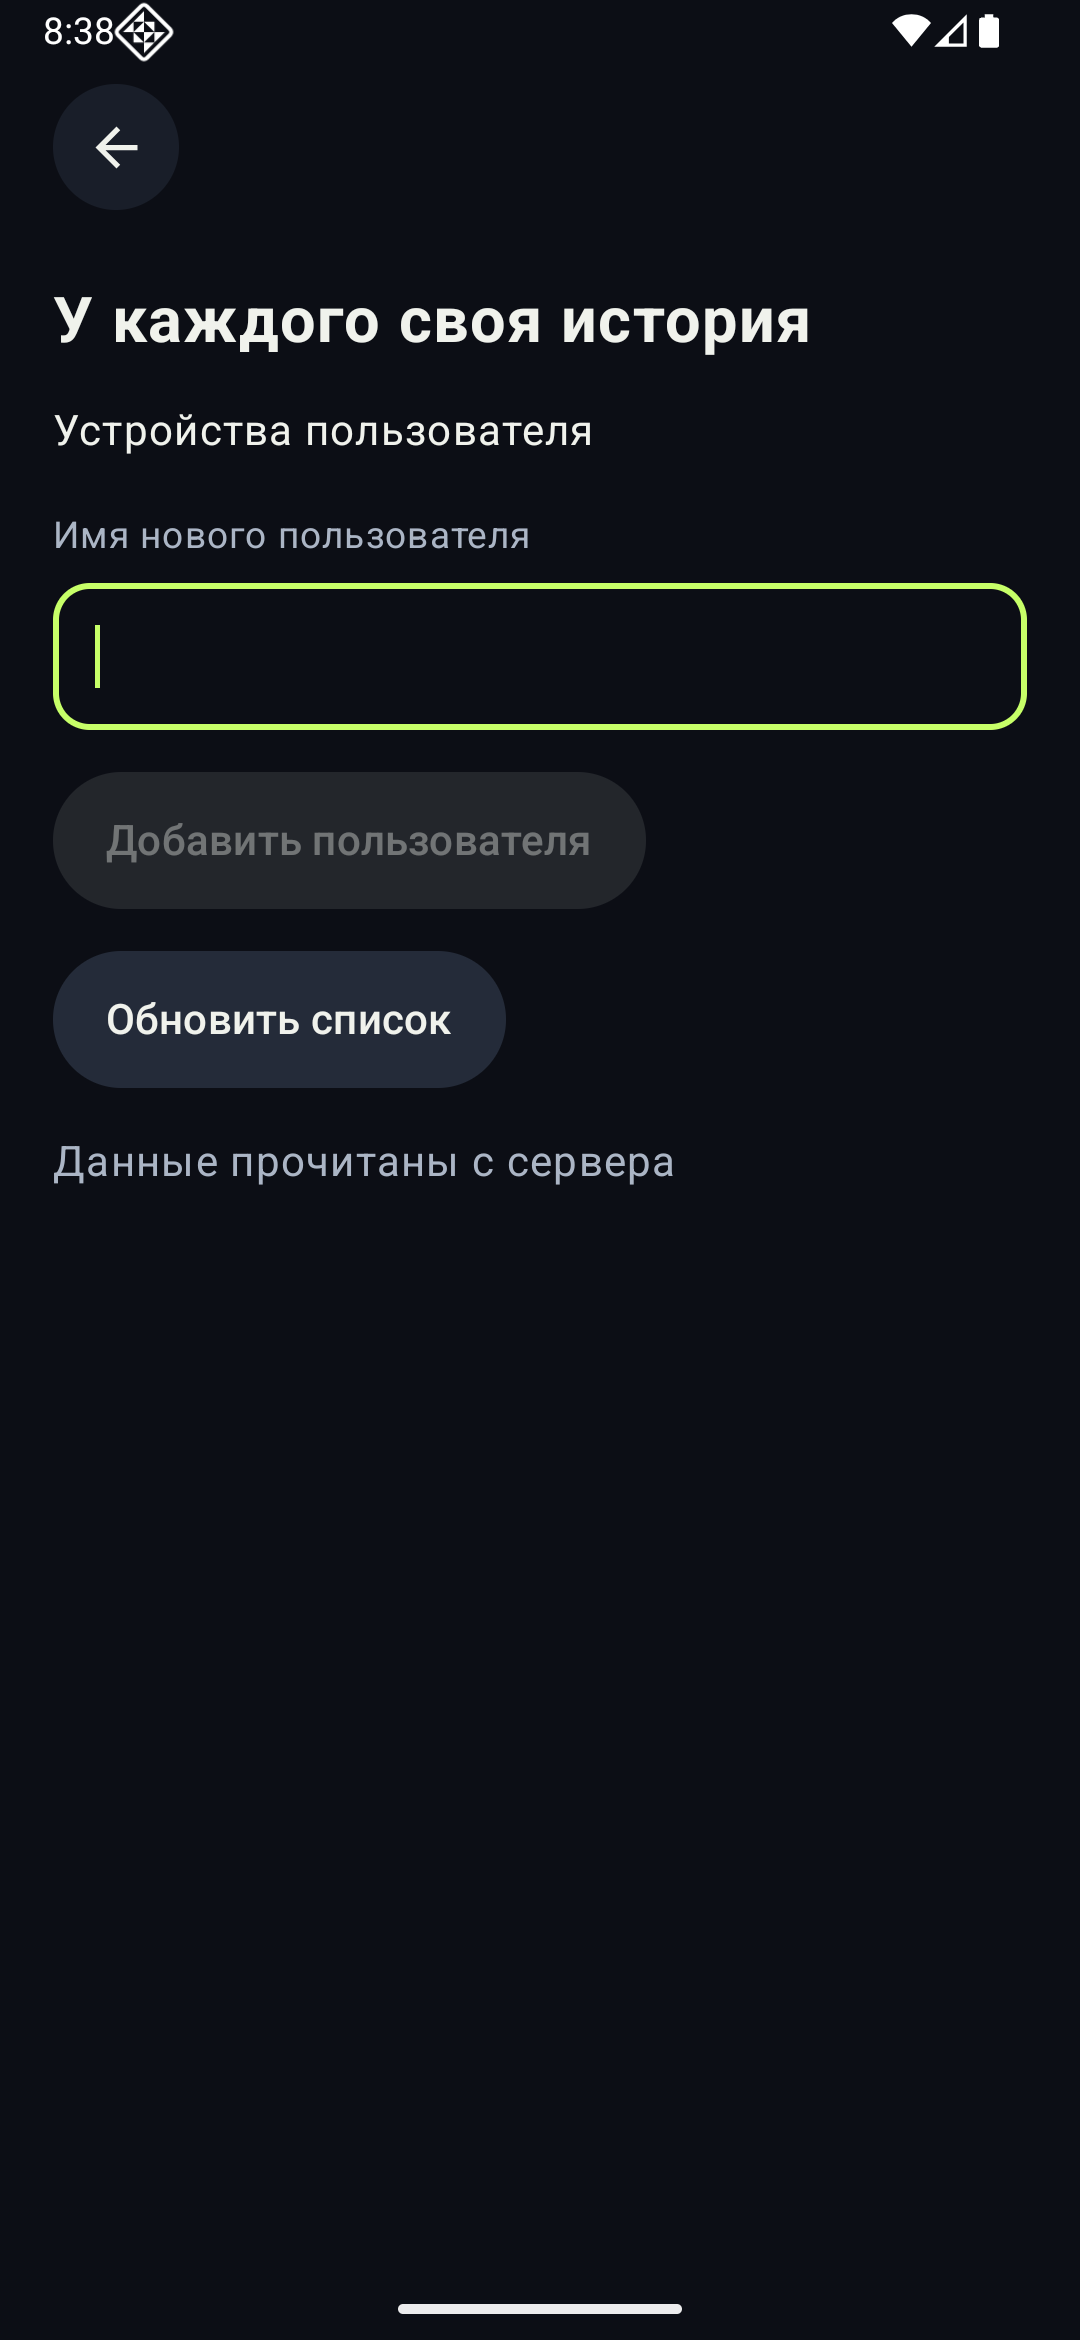 8:38
У каждого своя история
Устройства пользователя
Имя нового пользователя
Добавить пользователя
Обновить список
Данные прочитаны с сервера